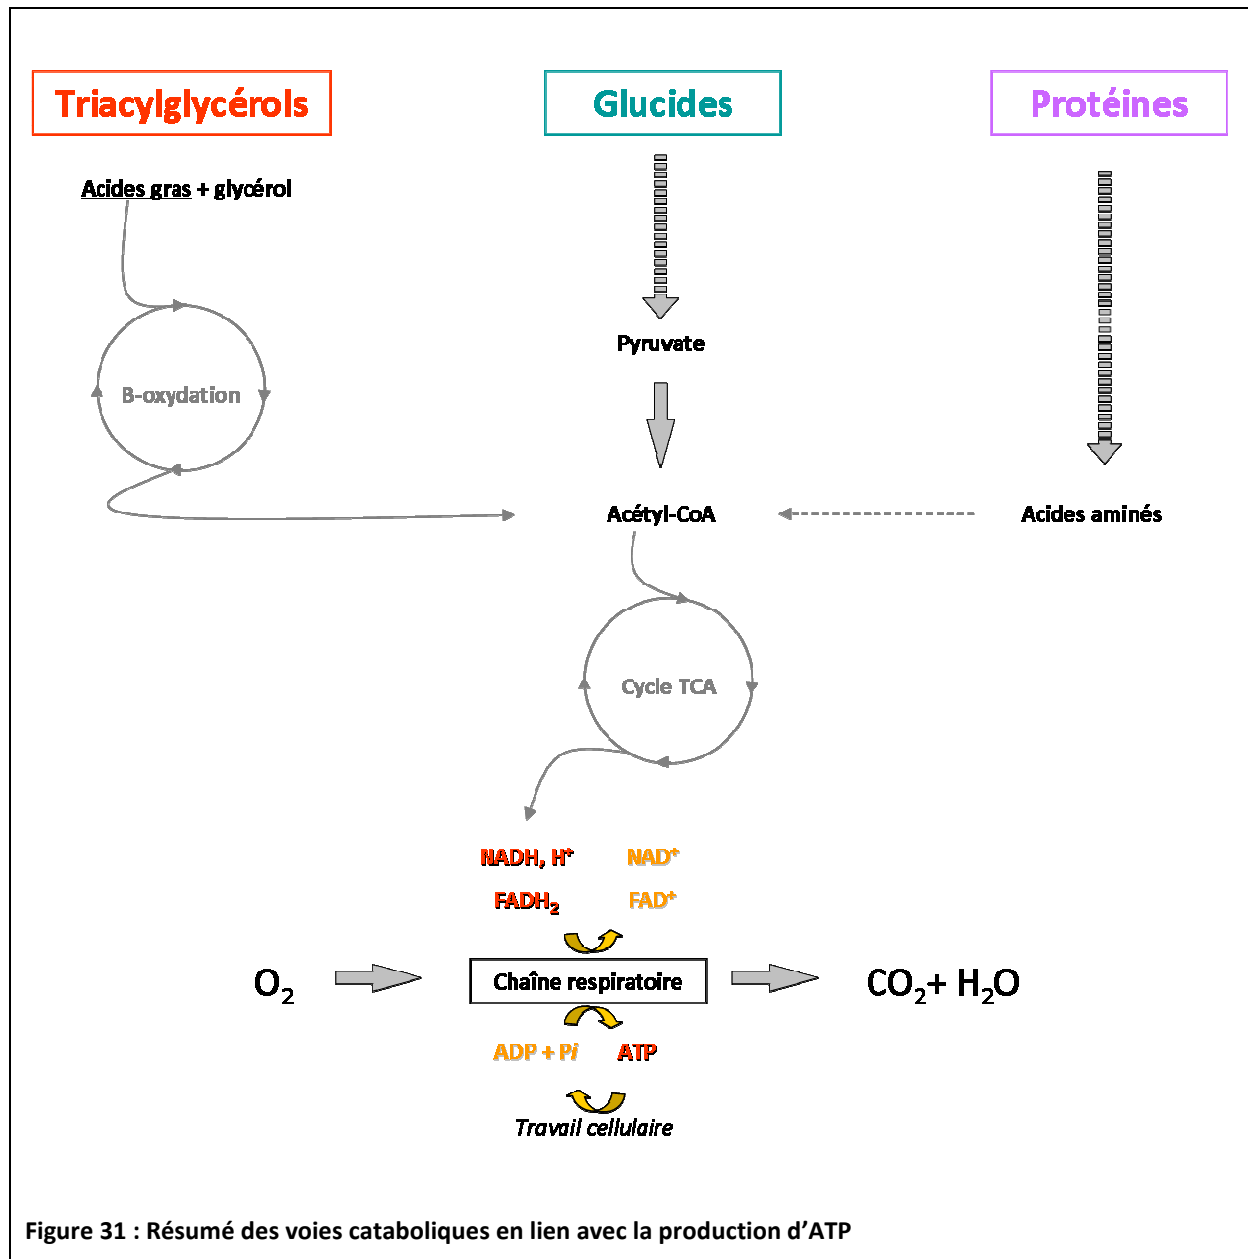 Triacylglycérols
Glucides
Protéines
Acides gras + glycérol
Pyruvate
B-oxydation
Acétyl-CoA
Acides aminés
Cycle TCA
NADH, H⁺ NAD⁺
FADH₂ FAD⁺
O₂ Chaîne respiratoire CO₂+ H₂O
ADP + Pi ATP
Travail cellulaire
Figure 31 : Résumé des voies cataboliques en lien avec la production d’ATP